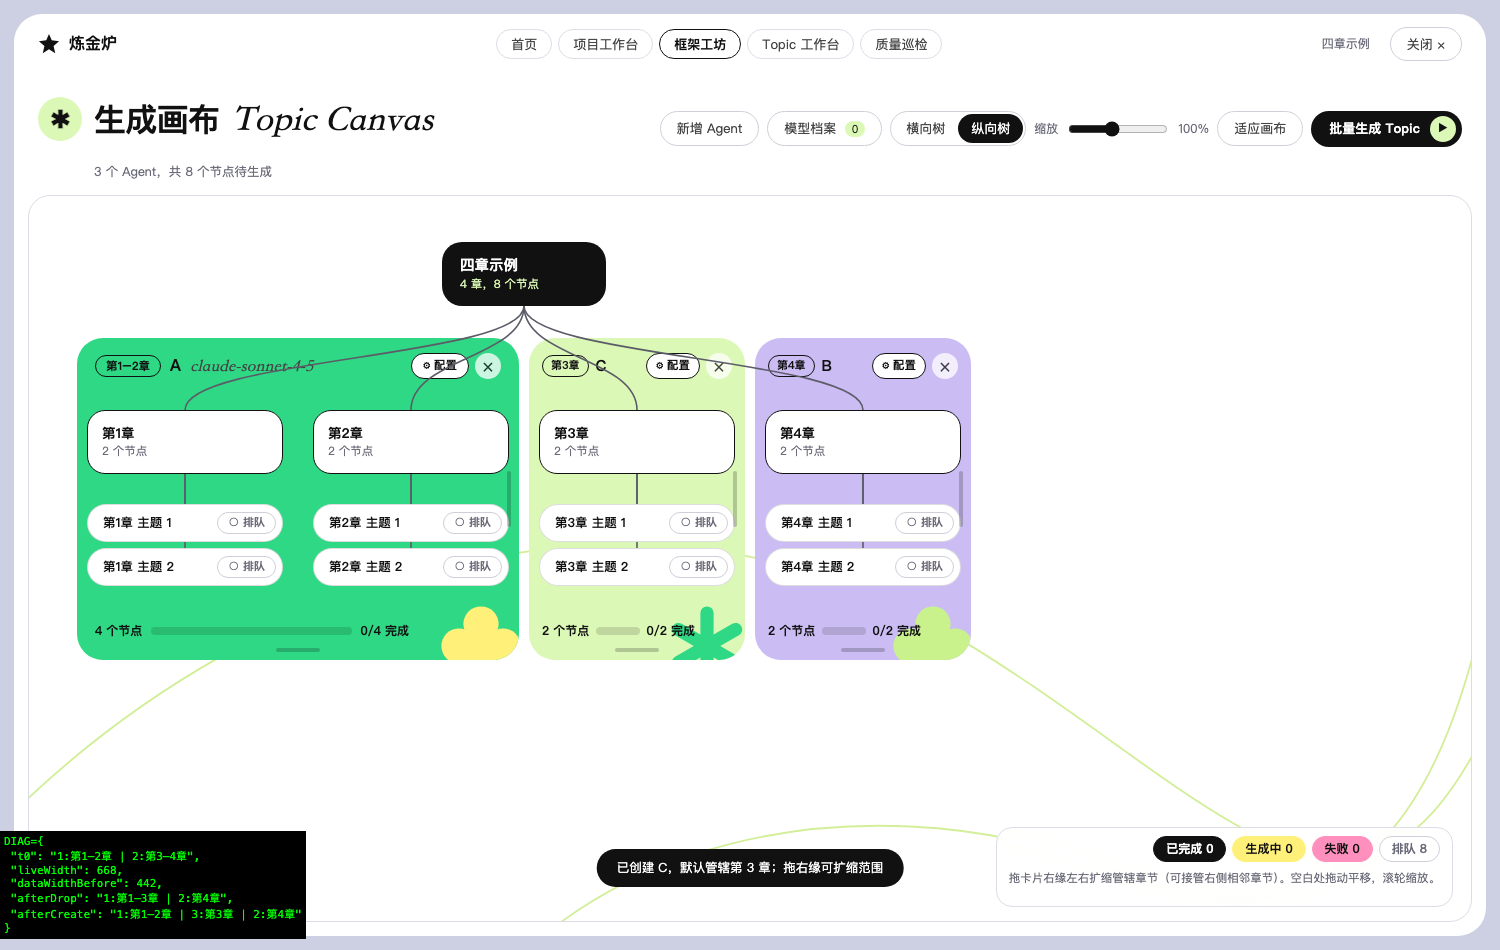 炼金炉
首页
项目工作台
框架工坊
Topic 工作台
质量巡检
四章示例
关闭 ×
生成画布 Topic Canvas
新增 Agent
模型档案 0
横向树
纵向树
缩放
100%
适应画布
批量生成 Topic
3 个 Agent，共 8 个节点待生成
四章示例
4 章，8 个节点
第1–2章 A claude-sonnet-4-5
配置 ×
第3章 C
配置 ×
第4章 B
配置 ×
第1章
2 个节点
第2章
2 个节点
第3章
2 个节点
第4章
2 个节点
第1章 主题 1 排队
第2章 主题 1 排队
第3章 主题 1 排队
第4章 主题 1 排队
第1章 主题 2 排队
第2章 主题 2 排队
第3章 主题 2 排队
第4章 主题 2 排队
4 个节点 0/4 完成
2 个节点 0/2 完成
2 个节点 0/2 完成
已创建 C，默认管辖第 3 章；拖右缘可扩缩范围
已完成 0
生成中 0
失败 0
排队 8
拖卡片右缘左右扩缩管辖章节（可接管右侧相邻章节）。空白处拖动平移，滚轮缩放。
DIAG={
"t0": "1:第1–2章 | 2:第3–4章",
"liveWidth": 668,
"dataWidthBefore": 442,
"afterDrop": "1:第1–3章 | 2:第4章",
"afterCreate": "1:第1–2章 | 3:第3章 | 2:第4章"
}